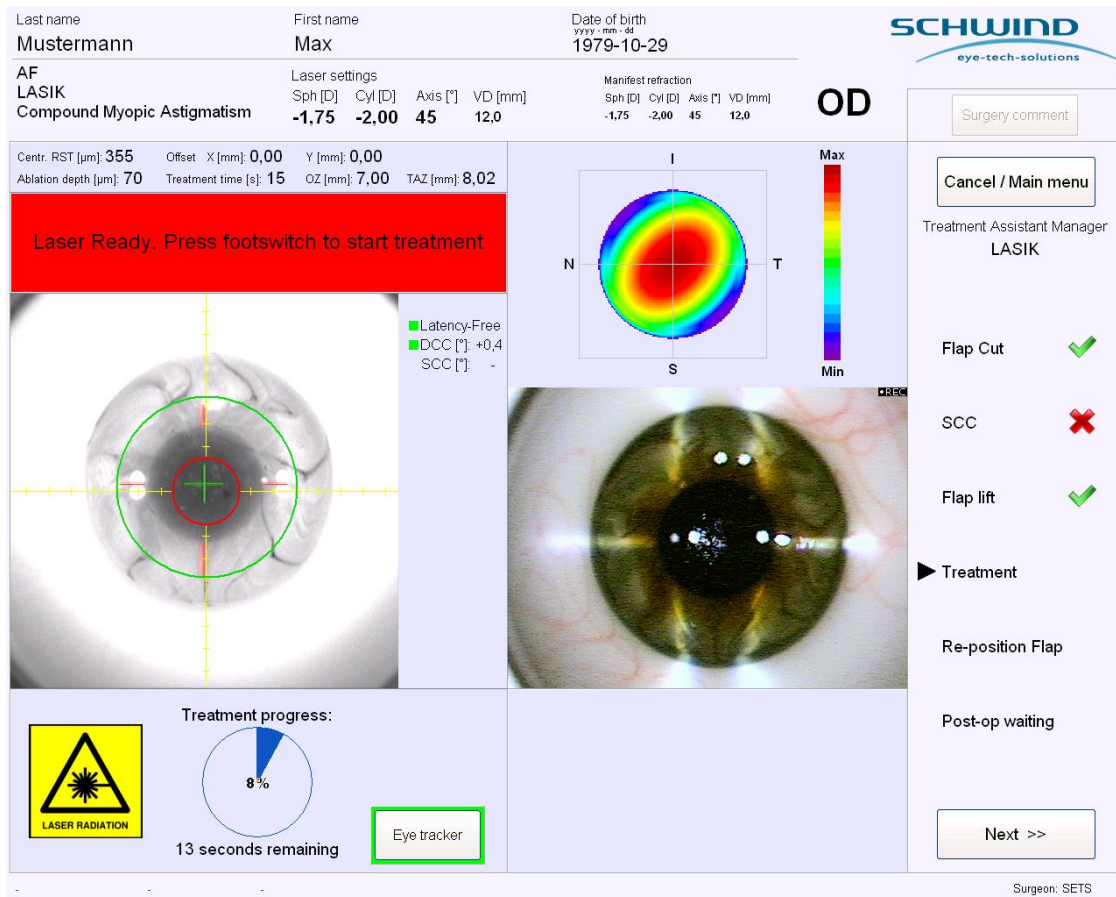 Last name
First name
Date of birth
yyyy - mm - dd
Mustermann
Max
1979-10-29
SCHWIND
eye-tech-solutions
AF
LASIK
Compound Myopic Astigmatism
Laser settings
Sph [D] Cyl [D] Axis [°] VD [mm]
-1,75 -2,00 45 12,0
Manifest refraction
Sph [D] Cyl [D] Axis [°] VD [mm]
-1,75 -2,00 45 12,0
OD
Surgery comment
Centr. RST [µm]: 355 Offset X [mm]: 0,00 Y [mm]: 0,00
Ablation depth [µm]: 70 Treatment time [s]: 15 OZ [mm]: 7,00 TAZ [mm]: 8,02
Laser Ready. Press footswitch to start treatment
Latency-Free
DCC [°]: +0,4
SCC [°]: -
I
N
T
S
Max
Min
REC
Cancel / Main menu
Treatment Assistant Manager
LASIK
Flap Cut
SCC
Flap lift
Treatment
Re-position Flap
Post-op waiting
Treatment progress:
8%
13 seconds remaining
LASER RADIATION
Eye tracker
Next >>
- - -
Surgeon: SETS